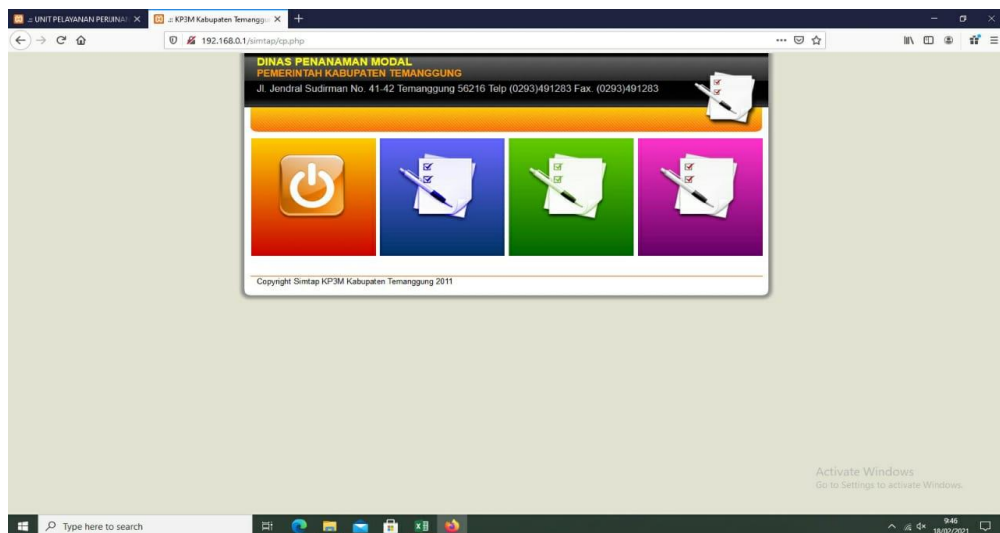 .:: UNIT PELAYANAN PERIJINAN
.:: KP3M Kabupaten Temanggu
192.168.0.1/simtap/cp.php
DINAS PENANAMAN MODAL
PEMERINTAH KABUPATEN TEMANGGUNG
Jl. Jendral Sudirman No. 41-42 Temanggung 56216 Telp (0293)491283 Fax. (0293)491283
Copyright Simtap KP3M Kabupaten Temanggung 2011
Activate Windows
Go to Settings to activate Windows.
Type here to search
9:46
18/02/2021